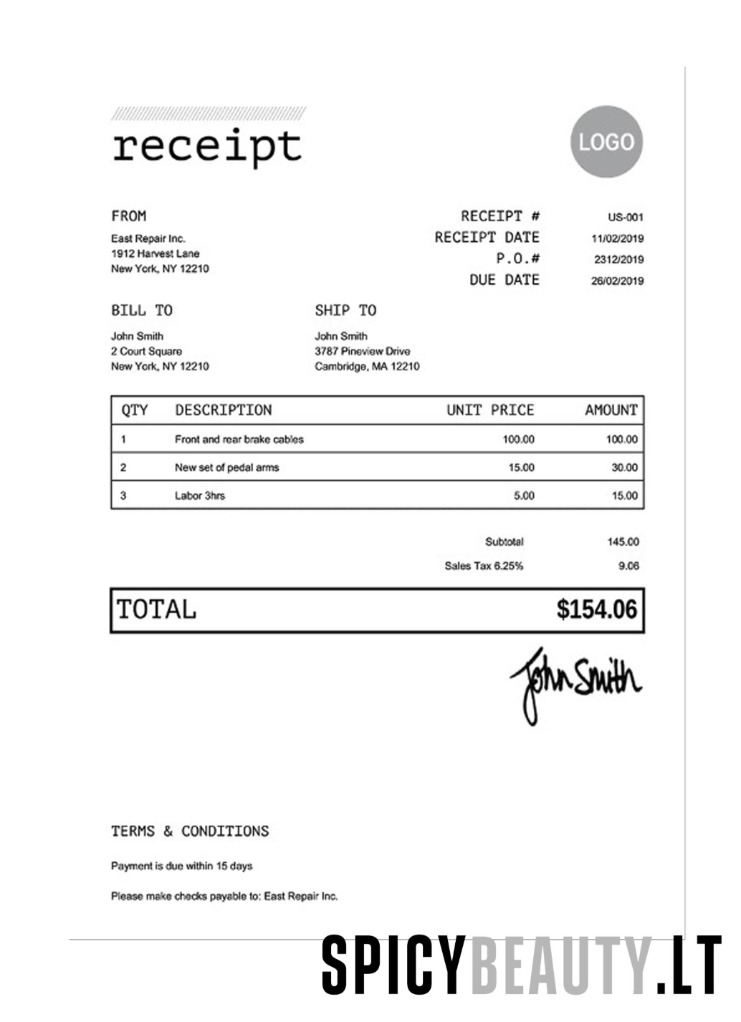 receipt
LOGO
FROM
East Repair Inc.
1912 Harvest Lane
New York, NY 12210
RECEIPT # US-001
RECEIPT DATE 11/02/2019
P.O.# 2312/2019
DUE DATE 26/02/2019
BILL TO
John Smith
2 Court Square
New York, NY 12210
SHIP TO
John Smith
3787 Pineview Drive
Cambridge, MA 12210
QTY DESCRIPTION UNIT PRICE AMOUNT
1 Front and rear brake cables 100.00 100.00
2 New set of pedal arms 15.00 30.00
3 Labor 3hrs 5.00 15.00
Subtotal 145.00
Sales Tax 6.25% 9.06
TOTAL $154.06
John Smith
TERMS & CONDITIONS
Payment is due within 15 days
Please make checks payable to: East Repair Inc.
SPICYBEAUTY.LT